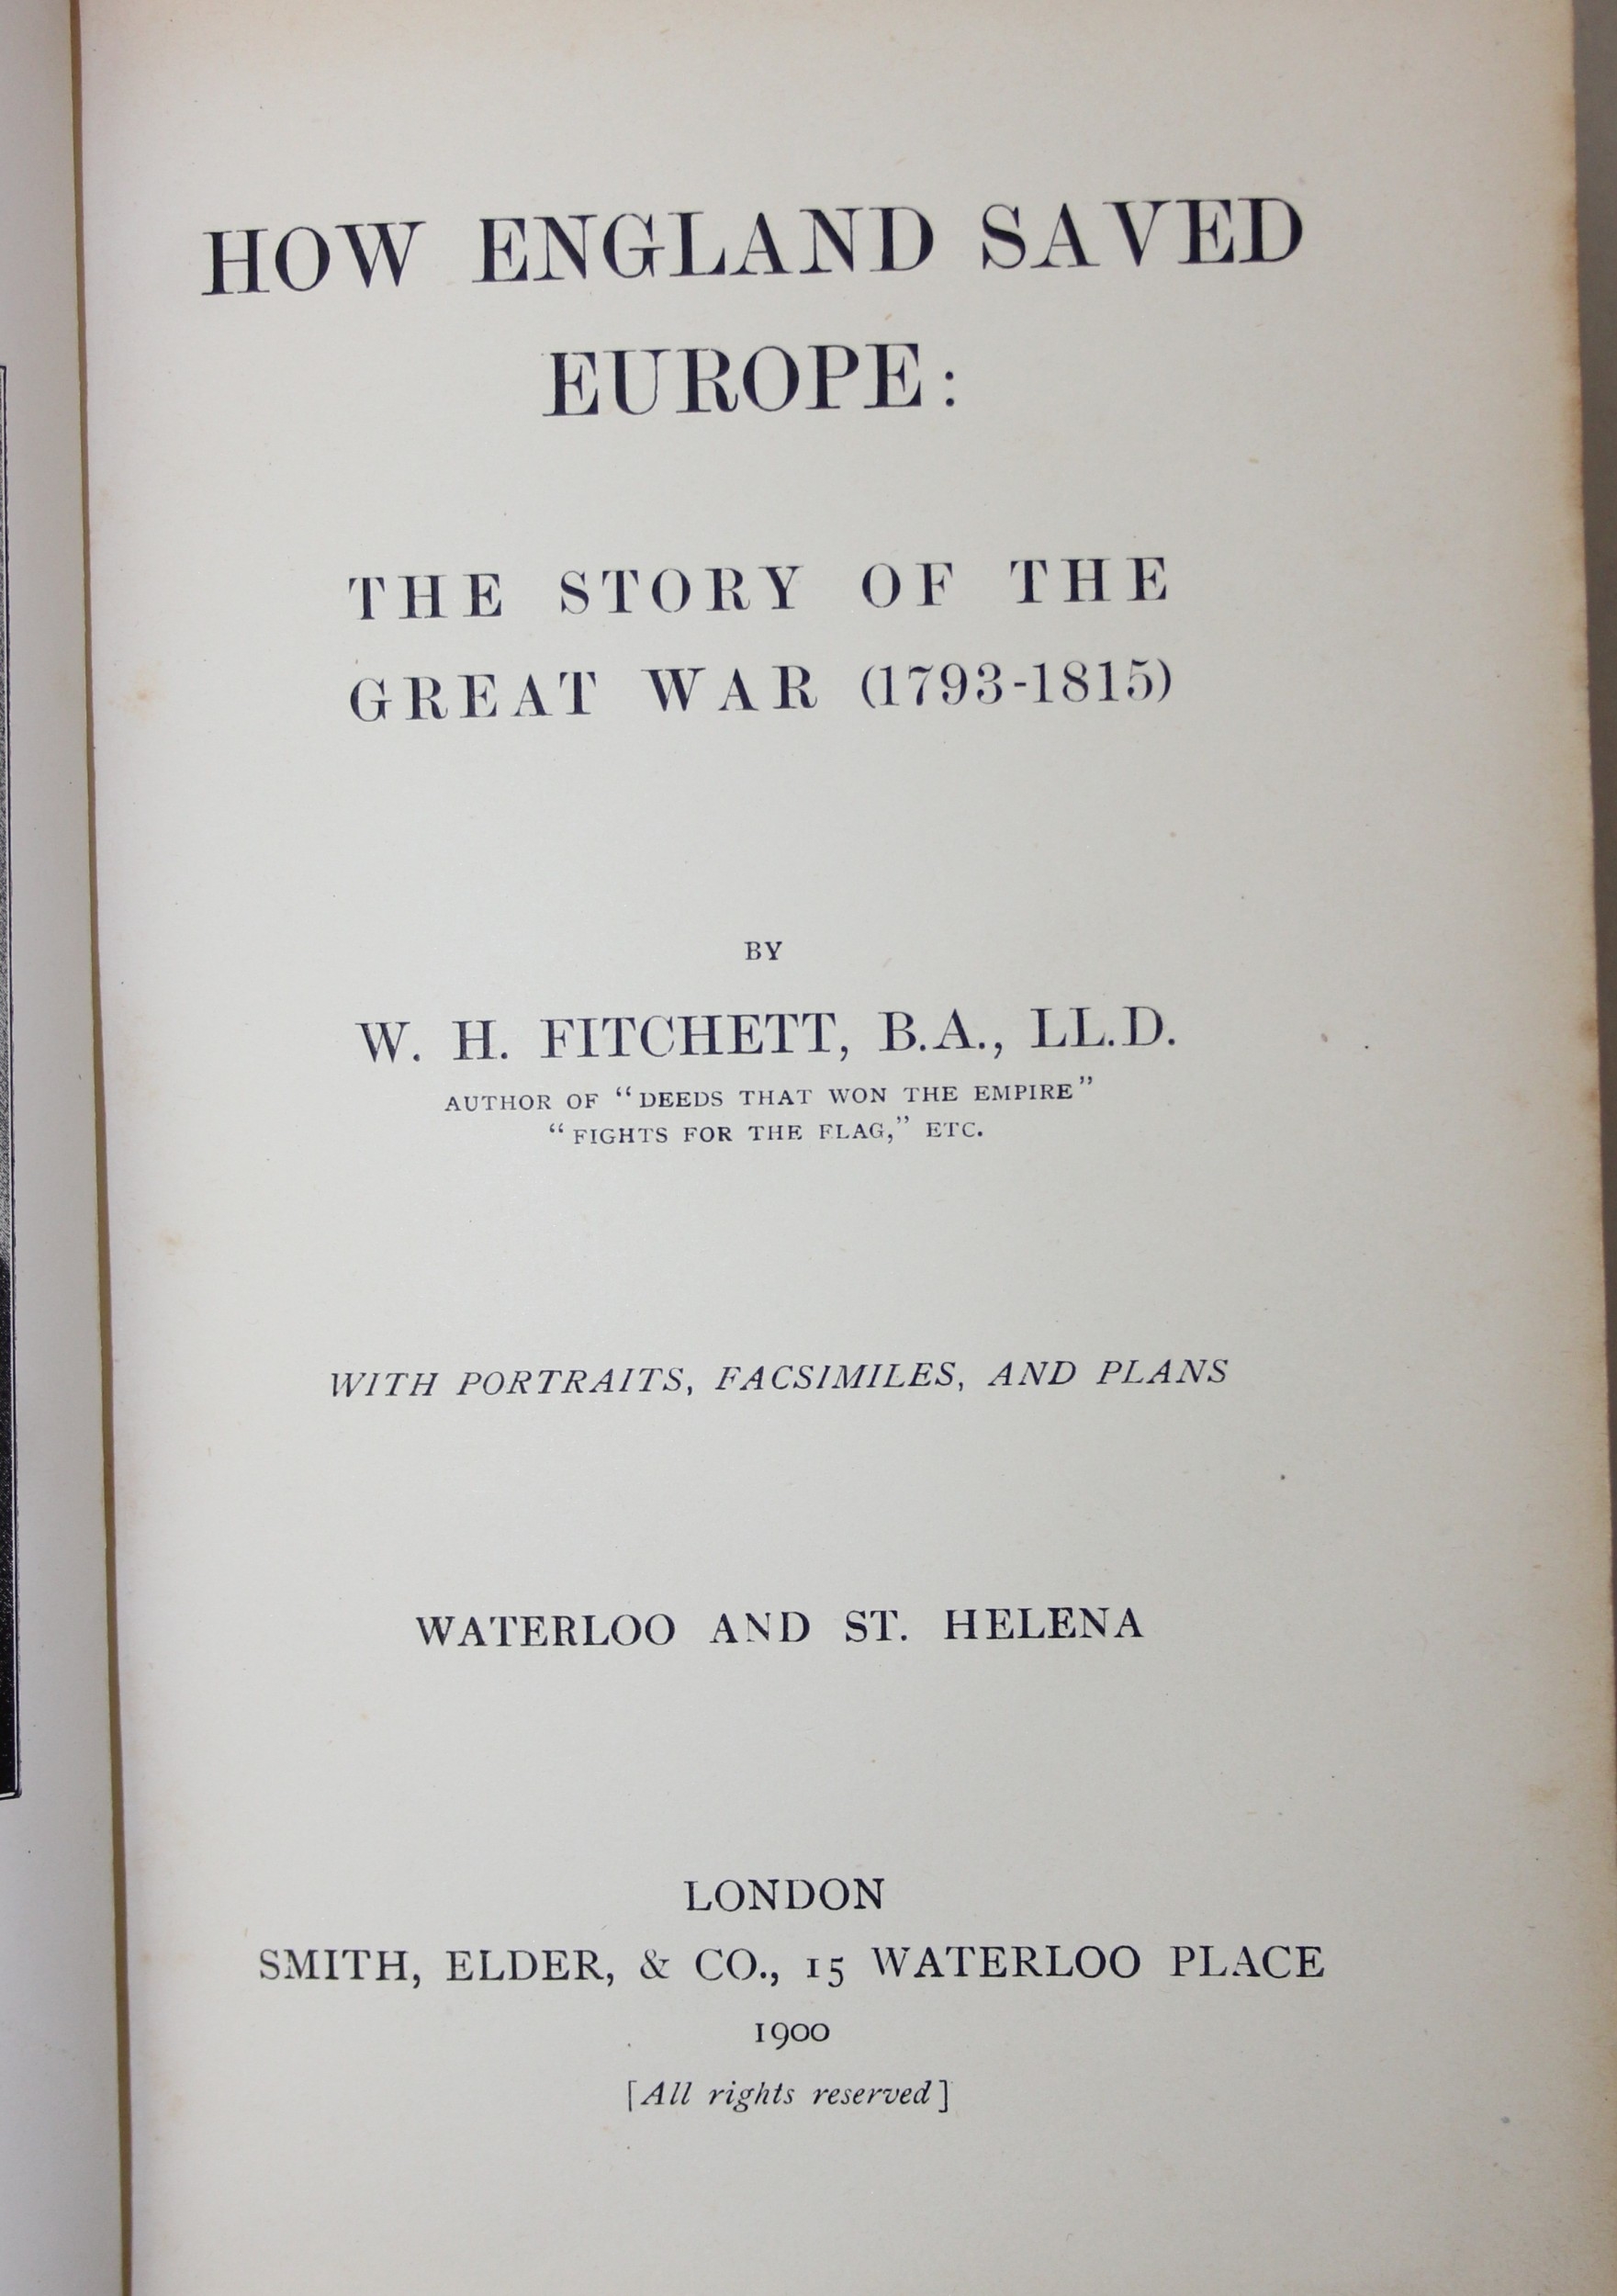 HOW ENGLAND SAVED
EUROPE:
THE STORY OF THE
GREAT WAR (1793-1815)
BY
W. H. FITCHETT, B.A., LL.D.
AUTHOR OF “DEEDS THAT WON THE EMPIRE”
“FIGHTS FOR THE FLAG,” ETC.
WITH PORTRAITS, FACSIMILES, AND PLANS
WATERLOO AND ST. HELENA
LONDON
SMITH, ELDER, & CO., 15 WATERLOO PLACE
1900
[All rights reserved]